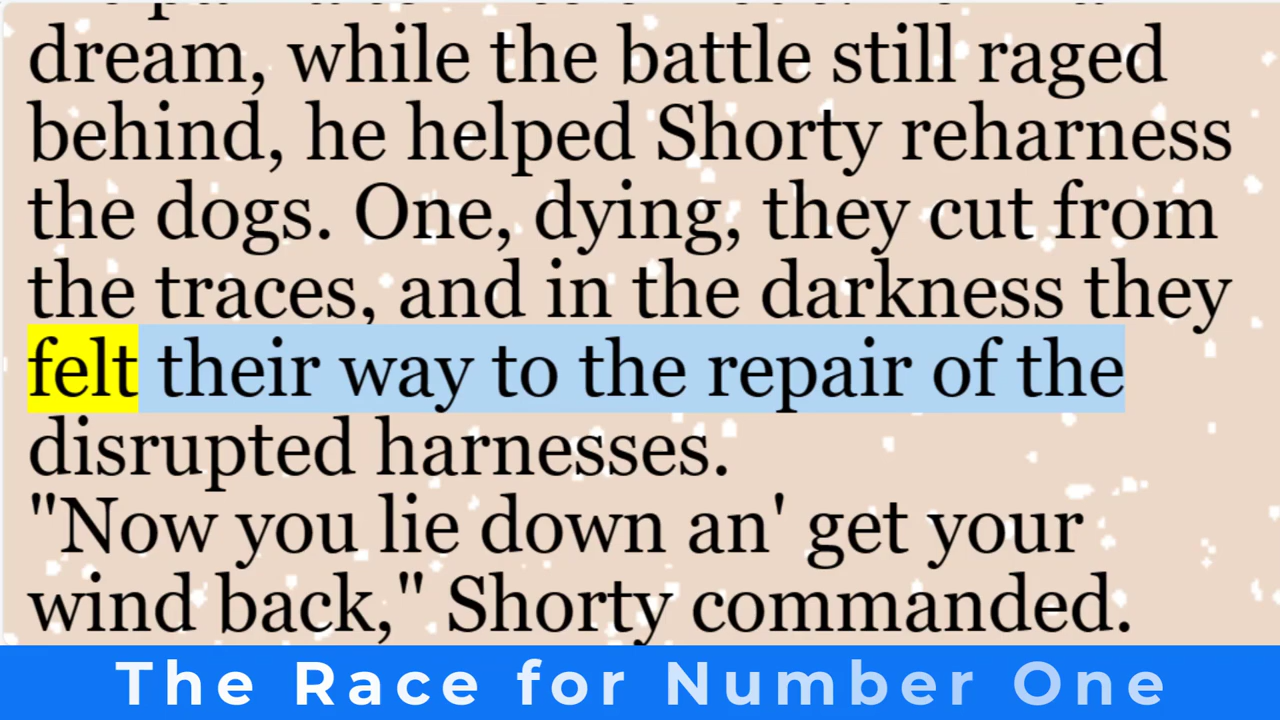 dream, while the battle still raged
behind, he helped Shorty reharness
the dogs. One, dying, they cut from
the traces, and in the darkness they
felt their way to the repair of the
disrupted harnesses.
"Now you lie down an' get your
wind back," Shorty commanded.
The Race for Number One